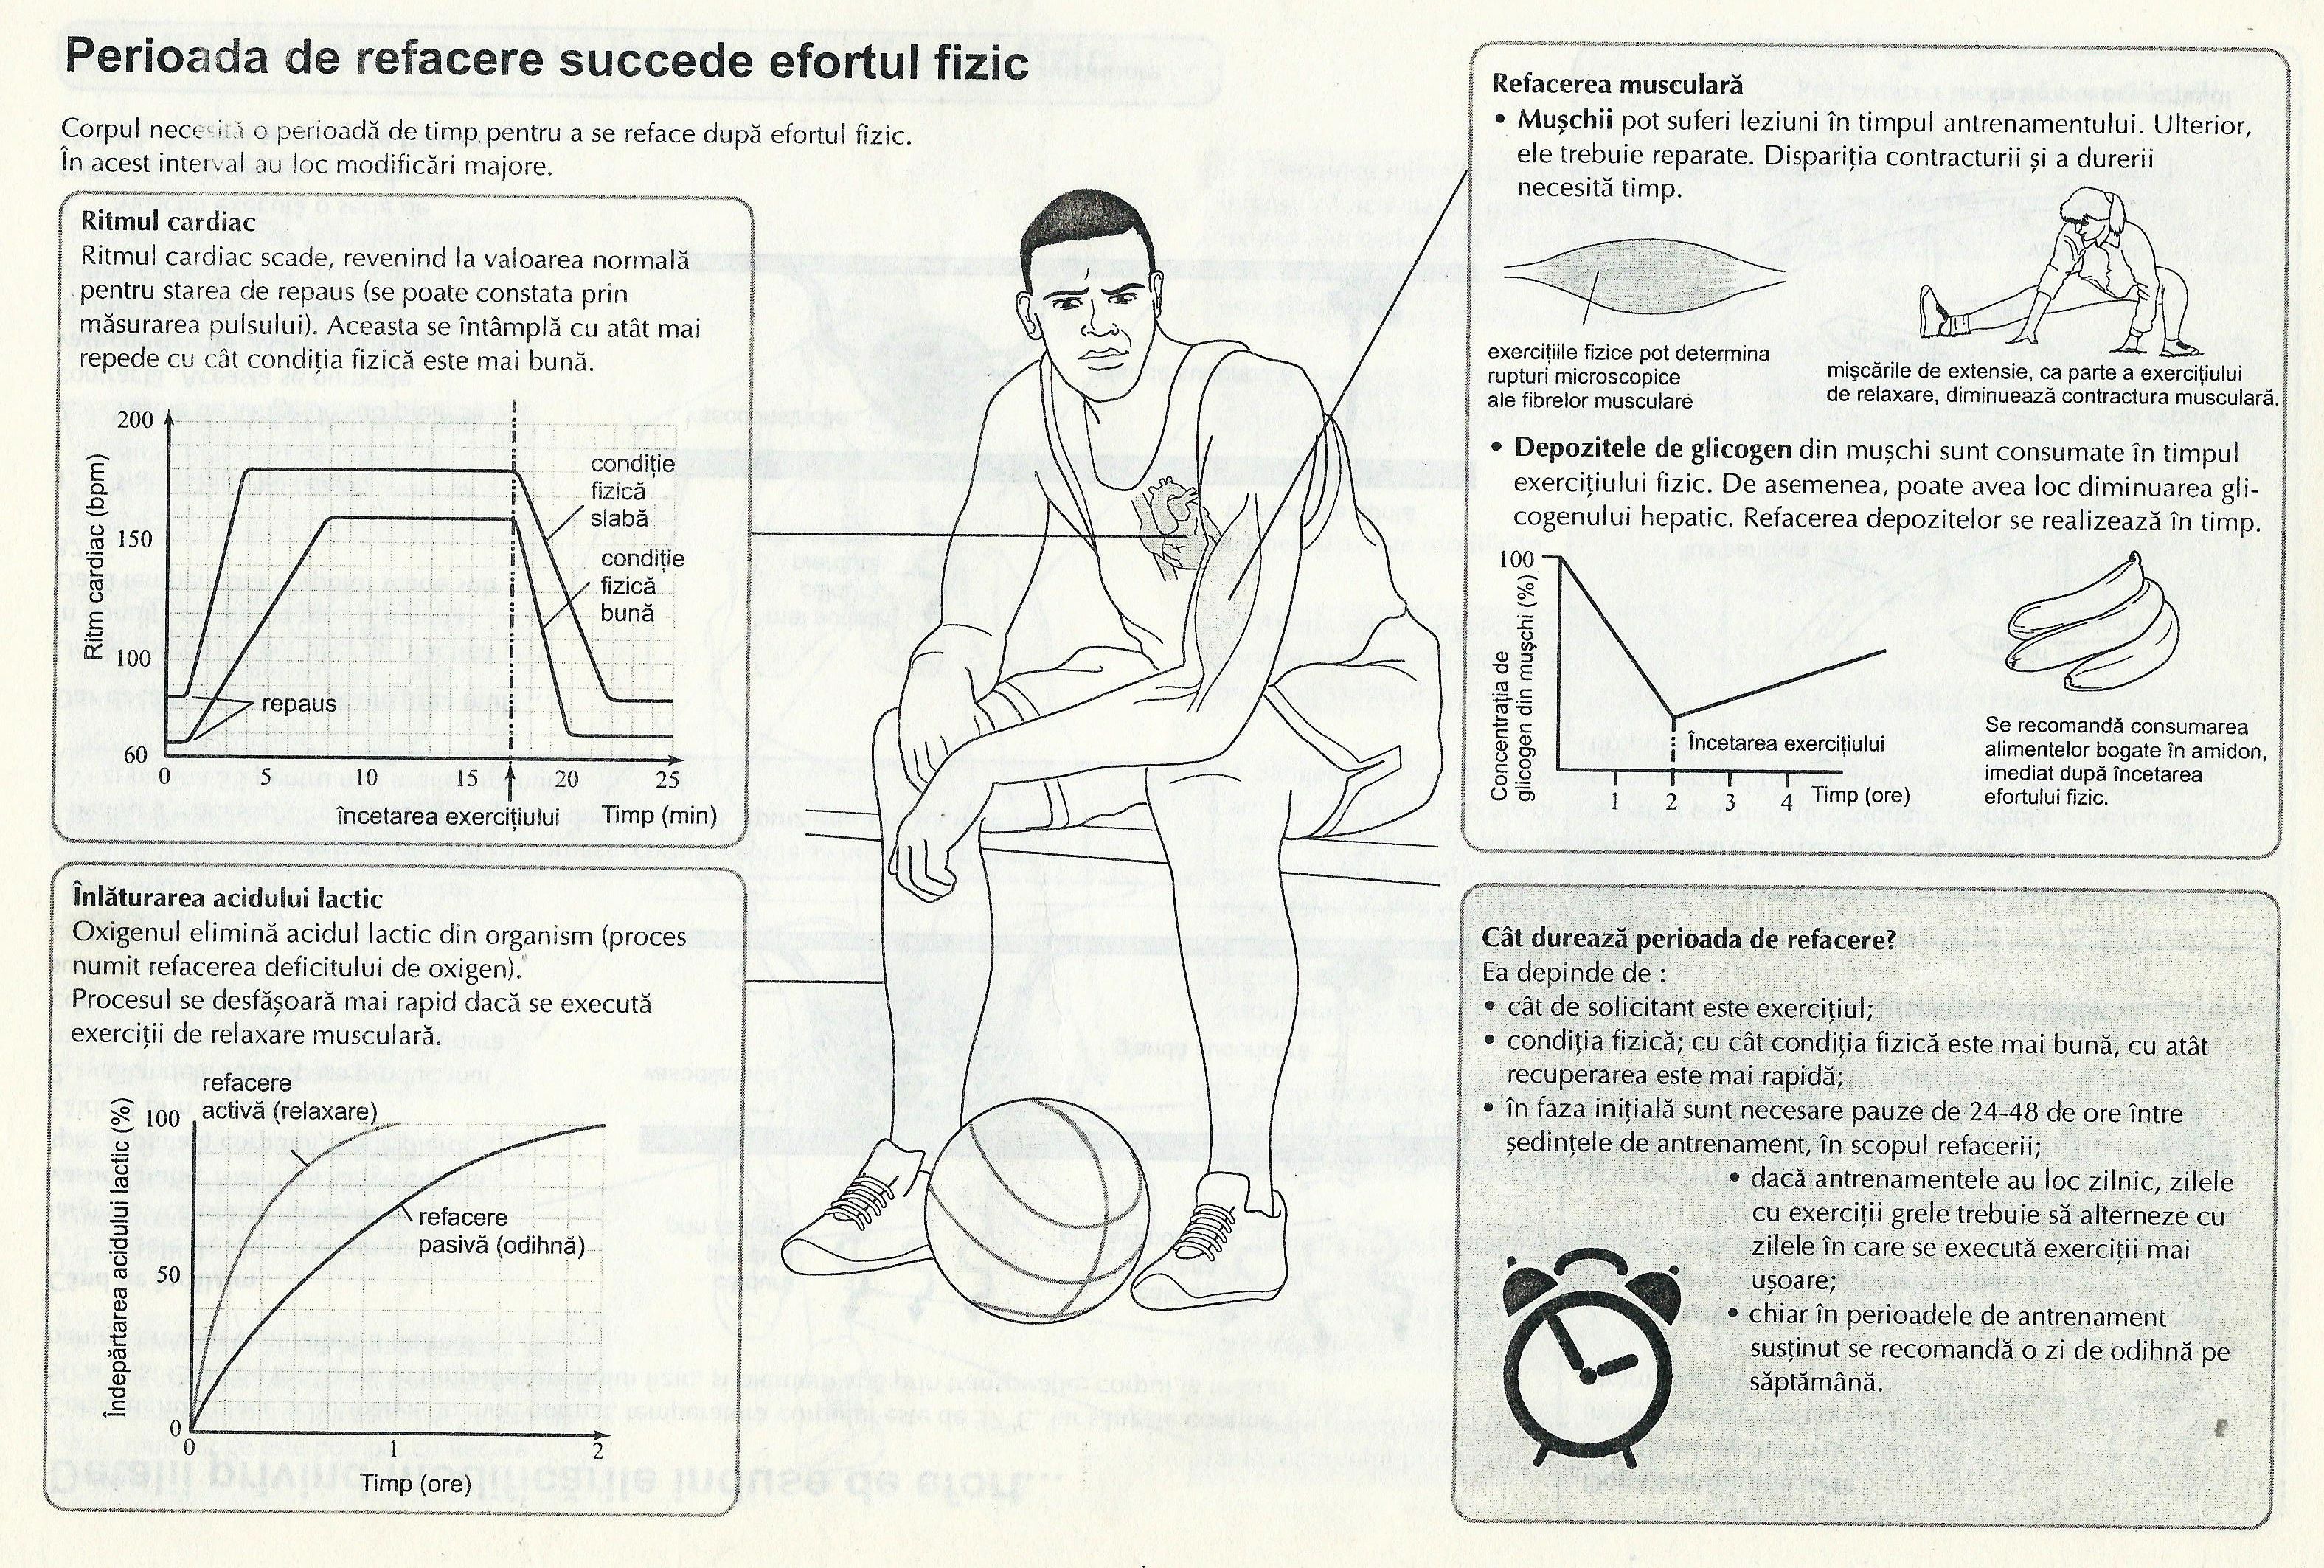 Perioada de refacere succede efortul fizic
Corpul necesită o perioadă de timp pentru a se reface după efortul fizic.
În acest interval au loc modificări majore.
Ritmul cardiac
Ritmul cardiac scade, revenind la valoarea normală
pentru starea de repaus (se poate constata prin
măsurarea pulsului). Aceasta se întâmplă cu atât mai
repede cu cât condiția fizică este mai bună.
200
150
100
60
Ritm cardiac (bpm)
condiție
fizică
slabă
condiție
fizică
bună
repaus
0 5 10 15 20 25
încetarea exercițiului Timp (min)
Înlăturarea acidului lactic
Oxigenul elimină acidul lactic din organism (proces
numit refacerea deficitului de oxigen).
Procesul se desfășoară mai rapid dacă se execută
exerciții de relaxare musculară.
refacere
activă (relaxare)
100
50
0
Îndepărtarea acidului lactic (%)
refacere
pasivă (odihnă)
0 1 2
Timp (ore)
Refacerea musculară
• Mușchii pot suferi leziuni în timpul antrenamentului. Ulterior,
ele trebuie reparate. Dispariția contracturii și a durerii
necesită timp.
exercițiile fizice pot determina
rupturi microscopice
ale fibrelor musculare
mişcările de extensie, ca parte a exercițiului
de relaxare, diminuează contractura musculară.
• Depozitele de glicogen din mușchi sunt consumate în timpul
exercițiului fizic. De asemenea, poate avea loc diminuarea gli-
cogenului hepatic. Refacerea depozitelor se realizează în timp.
100
Concentrația de
glicogen din muşchi (%)
Încetarea exercițiului
1 2 3 4 Timp (ore)
Se recomandă consumarea
alimentelor bogate în amidon,
imediat după încetarea
efortului fizic.
Cât durează perioada de refacere?
Ea depinde de :
• cât de solicitant este exercițiul;
• condiția fizică; cu cât condiția fizică este mai bună, cu atât
recuperarea este mai rapidă;
• în faza inițială sunt necesare pauze de 24-48 de ore între
ședințele de antrenament, în scopul refacerii;
• dacă antrenamentele au loc zilnic, zilele
cu exerciții grele trebuie să alterneze cu
zilele în care se execută exerciții mai
ușoare;
• chiar în perioadele de antrenament
susținut se recomandă o zi de odihnă pe
săptămână.